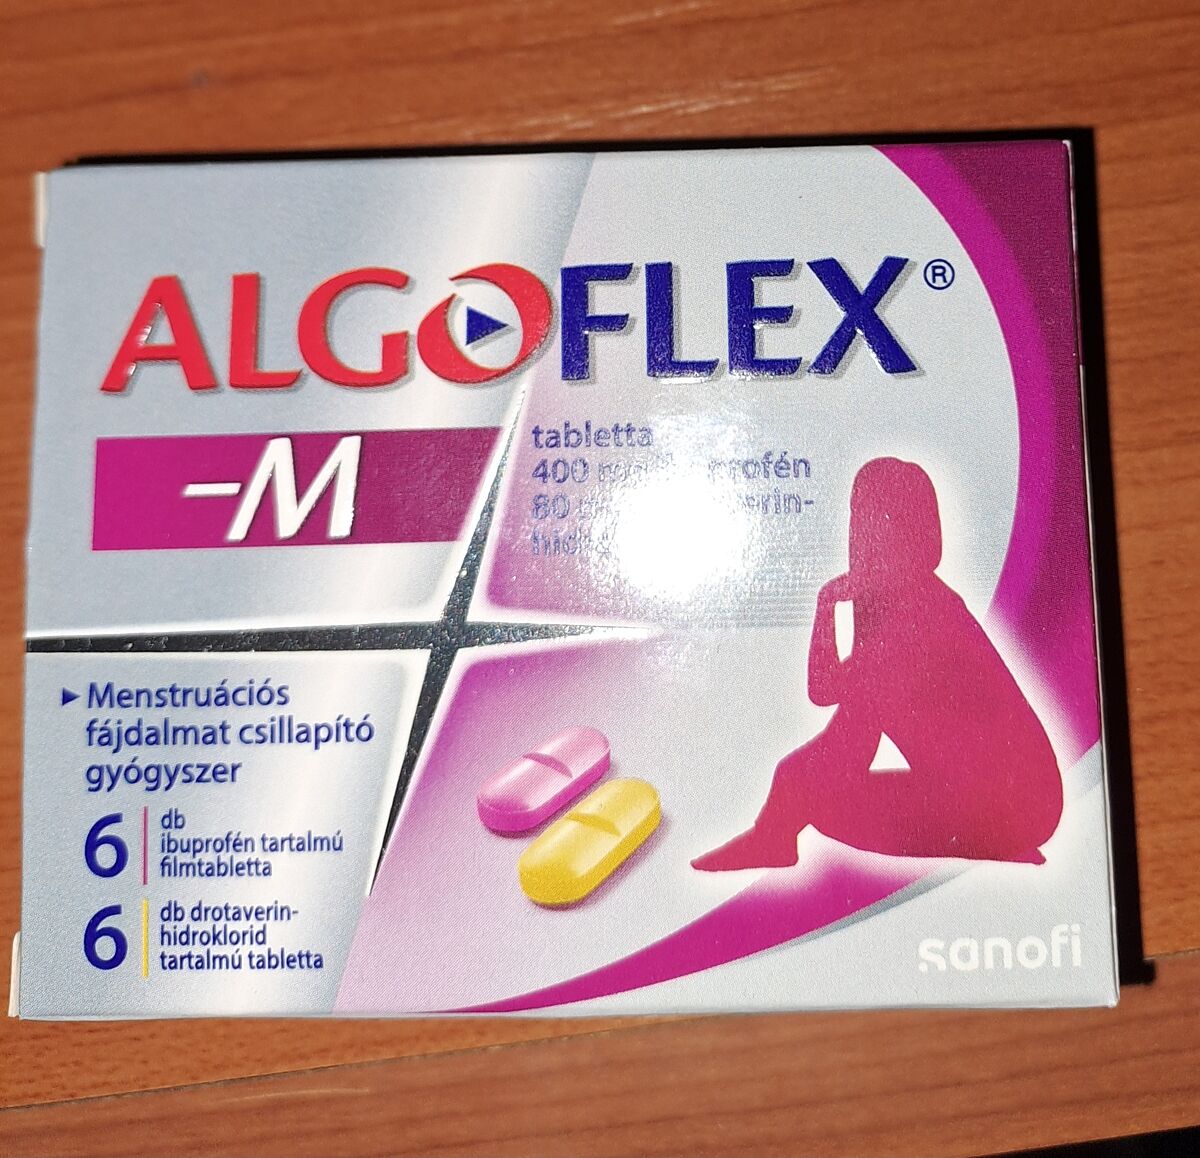 ALGOFLEX®
-M
tabletta
400
80
Menstruációs
fájdalmat csillapító
gyógyszer
6 db
ibuprofén tartalmú
filmtabletta
6 db drotaverin-
hidroklorid
tartalmú tabletta
sanofi